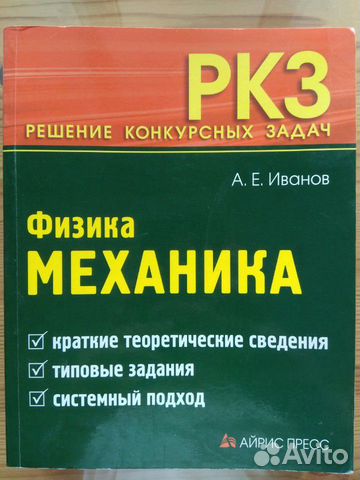 РКЗ
РЕШЕНИЕ КОНКУРСНЫХ ЗАДАЧ
А. Е. Иванов
Физика
МЕХАНИКА
краткие теоретические сведения
типовые задания
системный подход
АЙРИС ПРЕСС
Avito